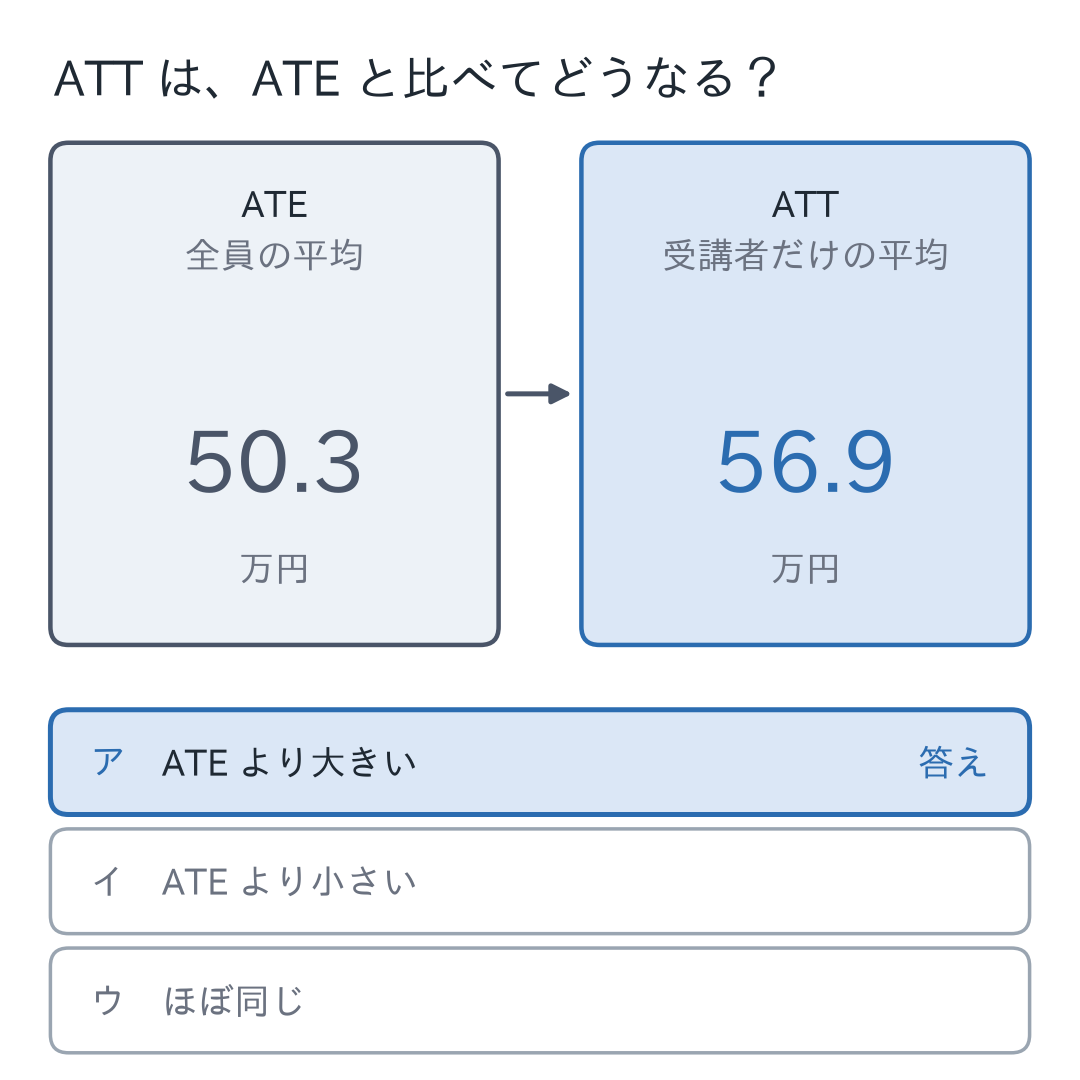 ATT は、ATE と比べてどうなる？
ATE
全員の平均
50.3
万円
ATT
受講者だけの平均
56.9
万円
ア ATE より大きい 答え
イ ATE より小さい
ウ ほぼ同じ